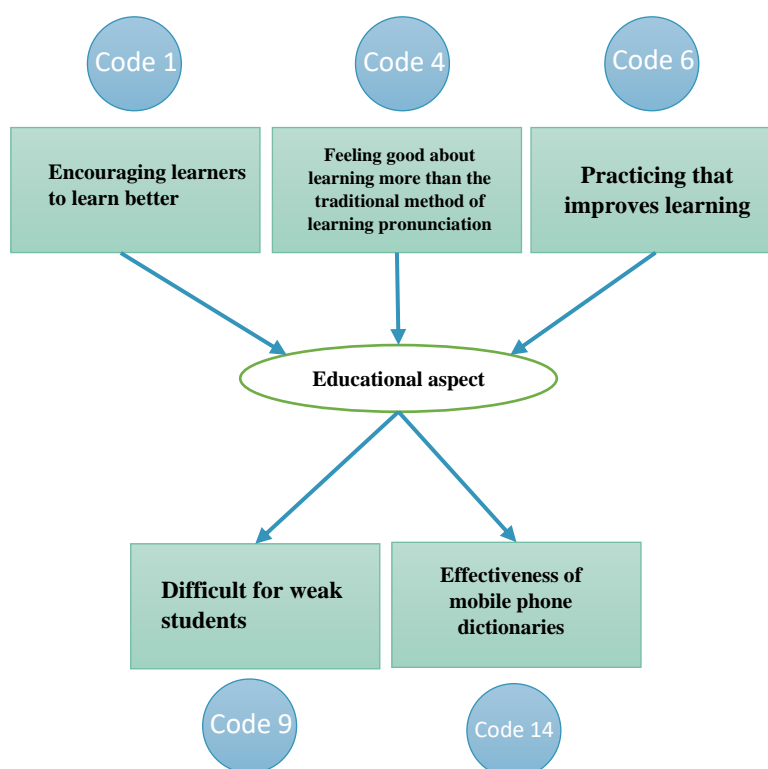 Code 1
Code 4
Code 6
Encouraging learners
to learn better
Feeling good about
learning more than the
traditional method of
learning pronunciation
Practicing that
improves learning
Educational aspect
Difficult for weak
students
Effectiveness of
mobile phone
dictionaries
Code 9
Code 14